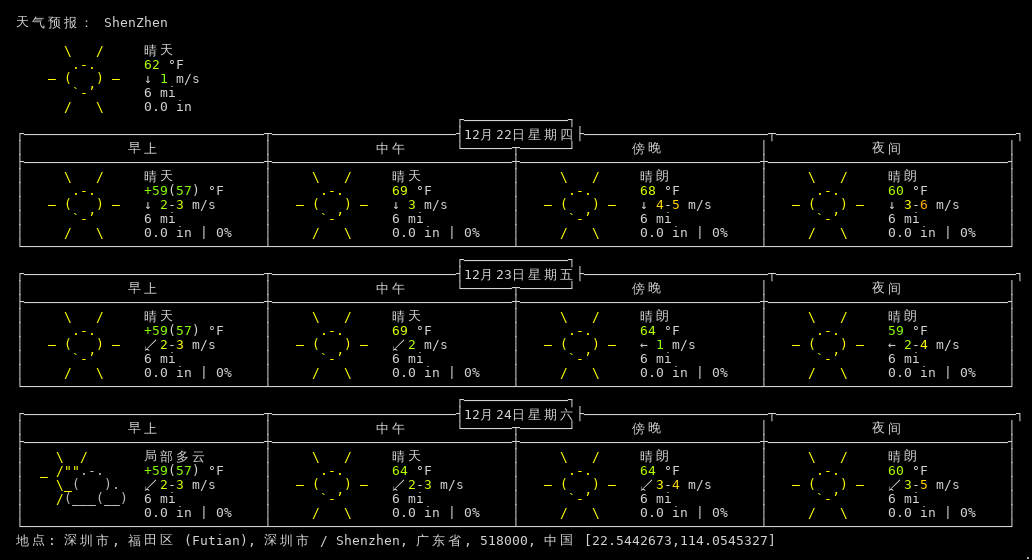 天气预报： ShenZhen
晴天
62 °F
↓ 1 m/s
6 mi
0.0 in
12月22日星期四
早上 中午 傍晚 夜间
晴天 晴天 晴朗 晴朗
+59(57) °F 69 °F 68 °F 60 °F
↓ 2-3 m/s ↓ 3 m/s ↓ 4-5 m/s ↓ 3-6 m/s
6 mi 6 mi 6 mi 6 mi
0.0 in | 0% 0.0 in | 0% 0.0 in | 0% 0.0 in | 0%
12月23日星期五
早上 中午 傍晚 夜间
晴天 晴天 晴朗 晴朗
+59(57) °F 69 °F 64 °F 59 °F
↙ 2-3 m/s ↙ 2 m/s ← 1 m/s ← 2-4 m/s
6 mi 6 mi 6 mi 6 mi
0.0 in | 0% 0.0 in | 0% 0.0 in | 0% 0.0 in | 0%
12月24日星期六
早上 中午 傍晚 夜间
局部多云 晴天 晴朗 晴朗
+59(57) °F 64 °F 64 °F 60 °F
↙ 2-3 m/s ↙ 2-3 m/s ↙ 3-4 m/s ↙ 3-5 m/s
6 mi 6 mi 6 mi 6 mi
0.0 in | 0% 0.0 in | 0% 0.0 in | 0% 0.0 in | 0%
地点: 深圳市, 福田区 (Futian), 深圳市 / Shenzhen, 广东省, 518000, 中国 [22.5442673,114.0545327]